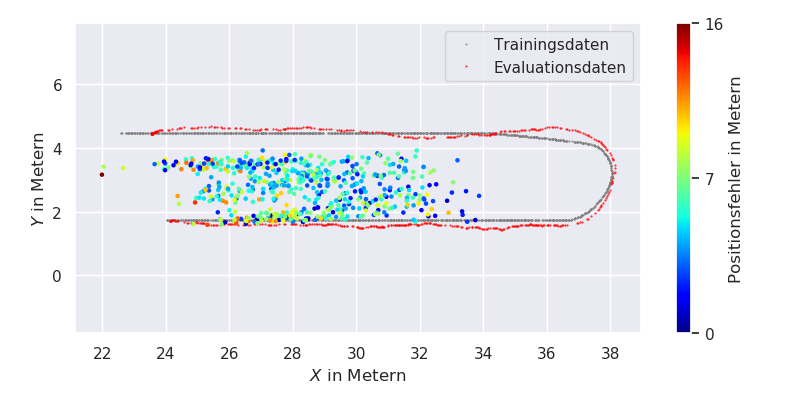 Trainingsdaten
Evaluationsdaten
6
4
2
0
22 24 26 28 30 32 34 36 38
X in Metern
Y in Metern
16
7
0
Positionsfehler in Metern